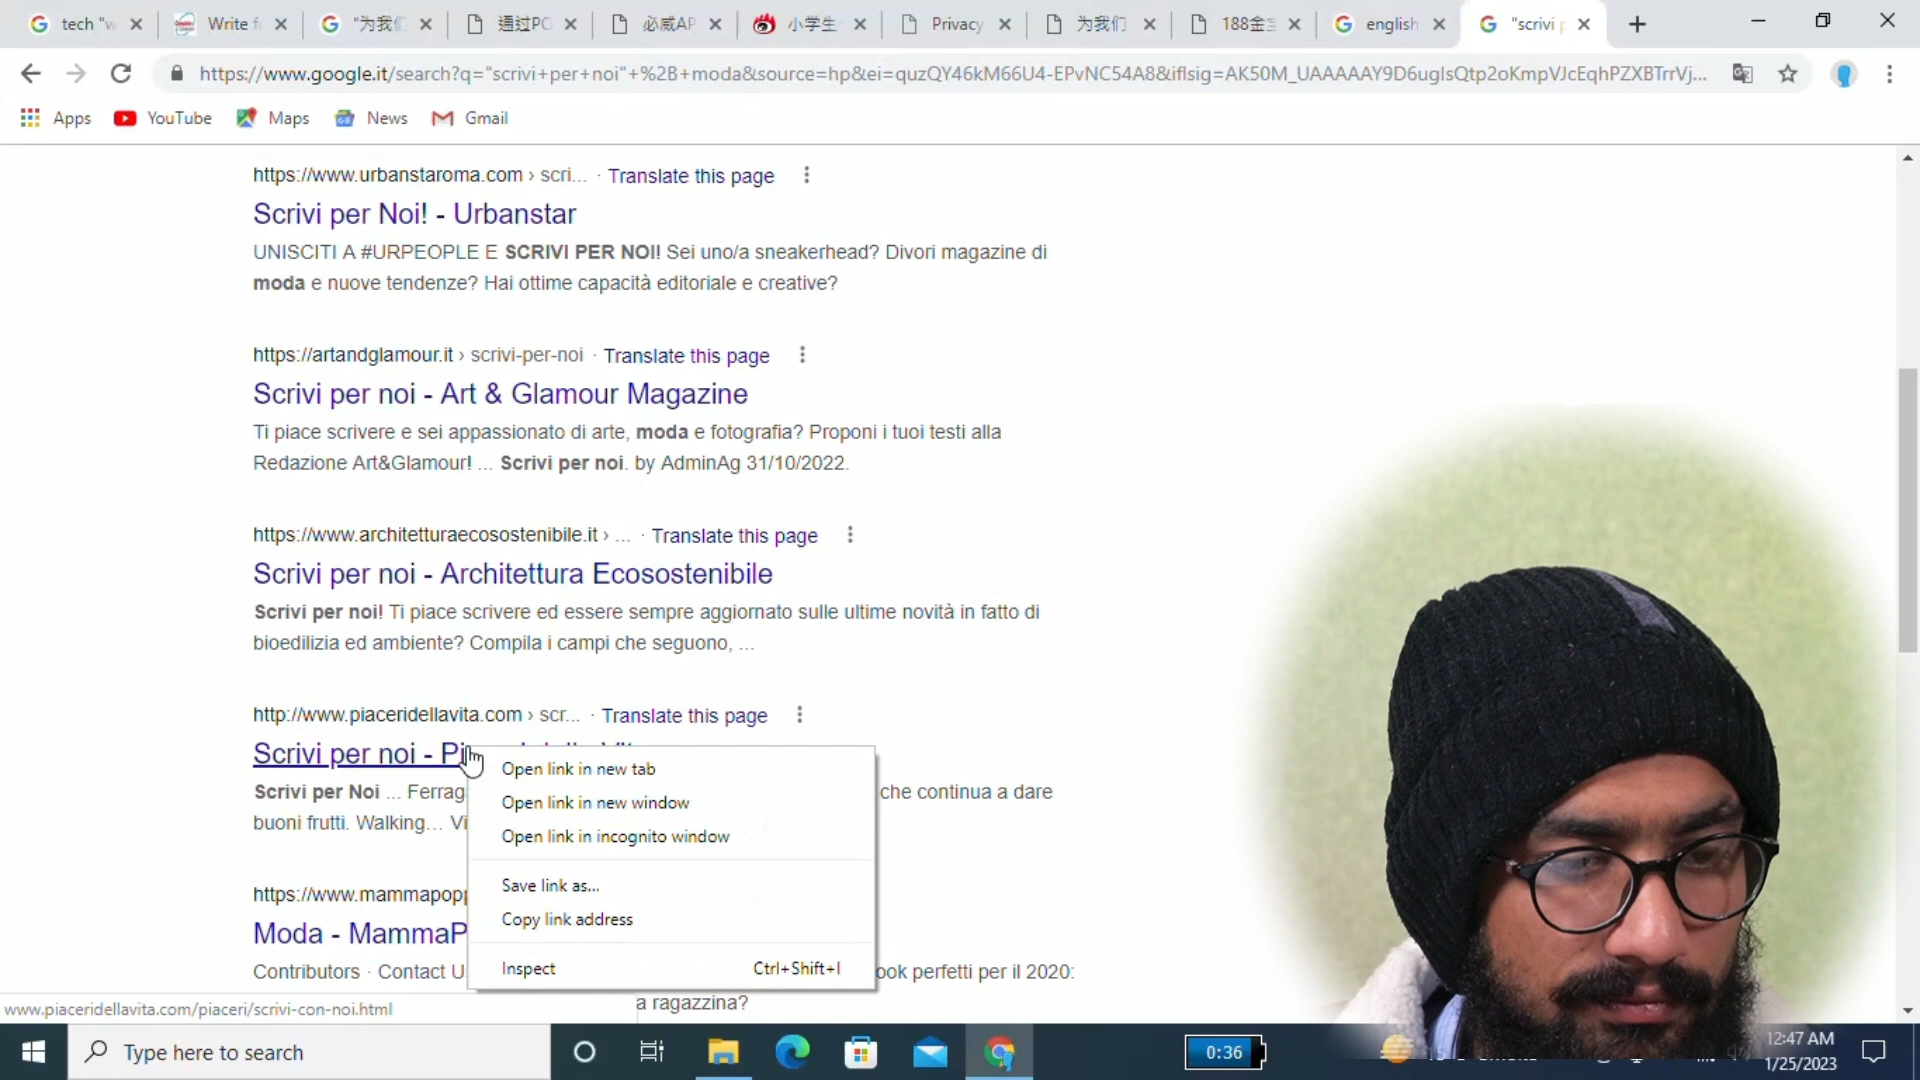 tech "w
Write f
"为我们
通过PO
必威AP
小学生
Privacy
为我们
188金宝
english
"scrivi p
https://www.google.it/search?q="scrivi+per+noi"+%2B+moda&source=hp&ei=quzQY46kM66U4-EPvNC54A8&iflsig=AK50M_UAAAAAY9D6uglsQtp2oKmpVJcEqhPZXBTrrVj...
Apps
YouTube
Maps
News
Gmail
https://www.urbanstaroma.com › scri... · Translate this page
Scrivi per Noi! - Urbanstar
UNISCITI A #URPEOPLE E SCRIVI PER NOI! Sei uno/a sneakerhead? Divori magazine di
moda e nuove tendenze? Hai ottime capacità editoriale e creative?
https://artandglamour.it › scrivi-per-noi · Translate this page
Scrivi per noi - Art & Glamour Magazine
Ti piace scrivere e sei appassionato di arte, moda e fotografia? Proponi i tuoi testi alla
Redazione Art&Glamour! ... Scrivi per noi. by AdminAg 31/10/2022.
https://www.architetturaecosostenibile.it › ... · Translate this page
Scrivi per noi - Architettura Ecosostenibile
Scrivi per noi! Ti piace scrivere ed essere sempre aggiornato sulle ultime novità in fatto di
bioedilizia ed ambiente? Compila i campi che seguono, ...
http://www.piaceridellavita.com › scr... · Translate this page
Scrivi per noi - Pi
Open link in new tab
Scrivi per Noi ... Ferrag
che continua a dare
Open link in new window
buoni frutti. Walking... Vi
Open link in incognito window
Save link as...
https://www.mammapopp
Copy link address
Moda - MammaP
Inspect Ctrl+Shift+I
Contributors · Contact U
ook perfetti per il 2020:
a ragazzina?
www.piaceridellavita.com/piaceri/scrivi-con-noi.html
Type here to search
0:36
12:47 AM
1/25/2023